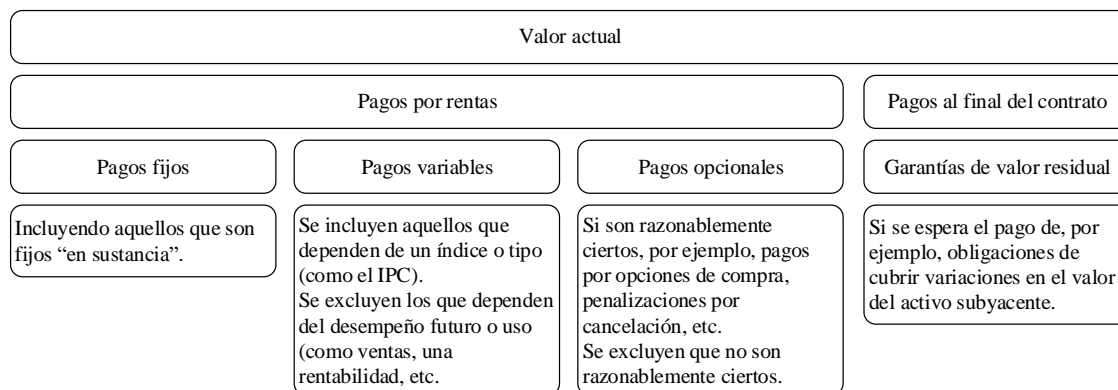 Valor actual
Pagos por rentas
Pagos al final del contrato
Pagos fijos
Pagos variables
Pagos opcionales
Garantías de valor residual
Incluyendo aquellos que son
fijos “en sustancia”.
Se incluyen aquellos que
dependen de un índice o tipo
(como el IPC).
Se excluyen los que dependen
del desempeño futuro o uso
(como ventas, una
rentabilidad, etc.
Si son razonablemente
ciertos, por ejemplo, pagos
por opciones de compra,
penalizaciones por
cancelación, etc.
Se excluyen que no son
razonablemente ciertos.
Si se espera el pago de, por
ejemplo, obligaciones de
cubrir variaciones en el valor
del activo subyacente.